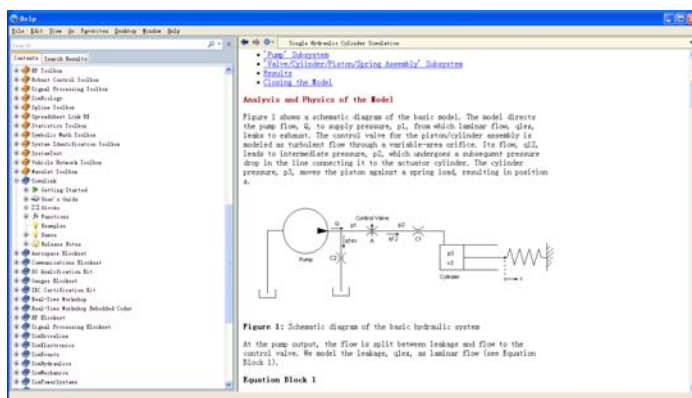 Help
File Edit View Go Favorites Desktop Window Help
Search
Single Hydraulic Cylinder Simulation
Contents Search Results
RF Toolbox
Robust Control Toolbox
Signal Processing Toolbox
SimBiology
Spline Toolbox
Spreadsheet Link EX
Statistics Toolbox
Symbolic Math Toolbox
System Identification Toolbox
SystemTest
Vehicle Network Toolbox
Wavelet Toolbox
Simulink
Getting Started
User's Guide
Blocks
Functions
Examples
Demos
Release Notes
Aerospace Blockset
Communications Blockset
DO Qualification Kit
Gauges Blockset
IEC Certification Kit
Real-Time Workshop
Real-Time Workshop Embedded Coder
RF Blockset
Signal Processing Blockset
SimDriveline
SimElectronics
SimEvents
SimHydraulics
SimMechanics
SimPowerSystems
'Pump' Subsystem
'Valve/Cylinder/Piston/Spring Assembly' Subsystem
Results
Closing the Model
Analysis and Physics of the Model
Figure 1 shows a schematic diagram of the basic model. The model directs
the pump flow, Q, to supply pressure, p1, from which laminar flow, qlex,
leaks to exhaust. The control valve for the piston/cylinder assembly is
modeled as turbulent flow through a variable-area orifice. Its flow, q12,
leads to intermediate pressure, p2, which undergoes a subsequent pressure
drop in the line connecting it to the actuator cylinder. The cylinder
pressure, p3, moves the piston against a spring load, resulting in position
x.
Control Valve
Q p1 p2
A q12 C1
qlex
C2
Pump
p3
v3
Cylinder
x
Figure 1: Schematic diagram of the basic hydraulic system
At the pump output, the flow is split between leakage and flow to the
control valve. We model the leakage, qlex, as laminar flow (see Equation
Block 1).
Equation Block 1